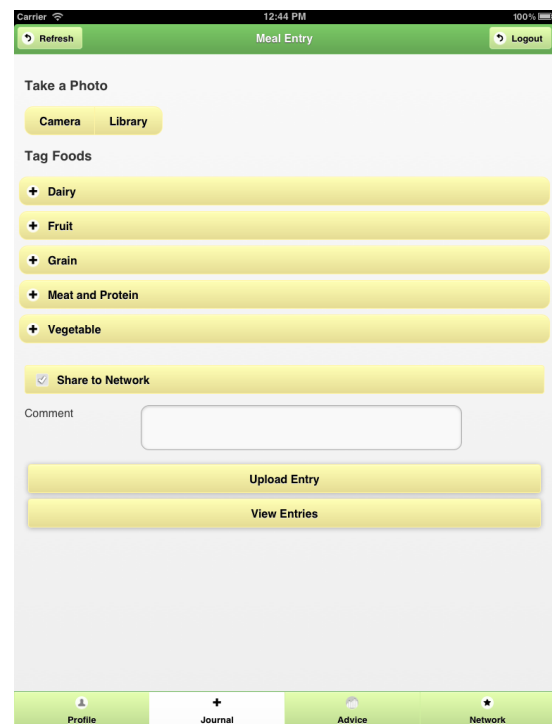 Carrier 12:44 PM 100%
Refresh Meal Entry Logout
Take a Photo
Camera Library
Tag Foods
Dairy
Fruit
Grain
Meat and Protein
Vegetable
Share to Network
Comment
Upload Entry
View Entries
Profile Journal Advice Network